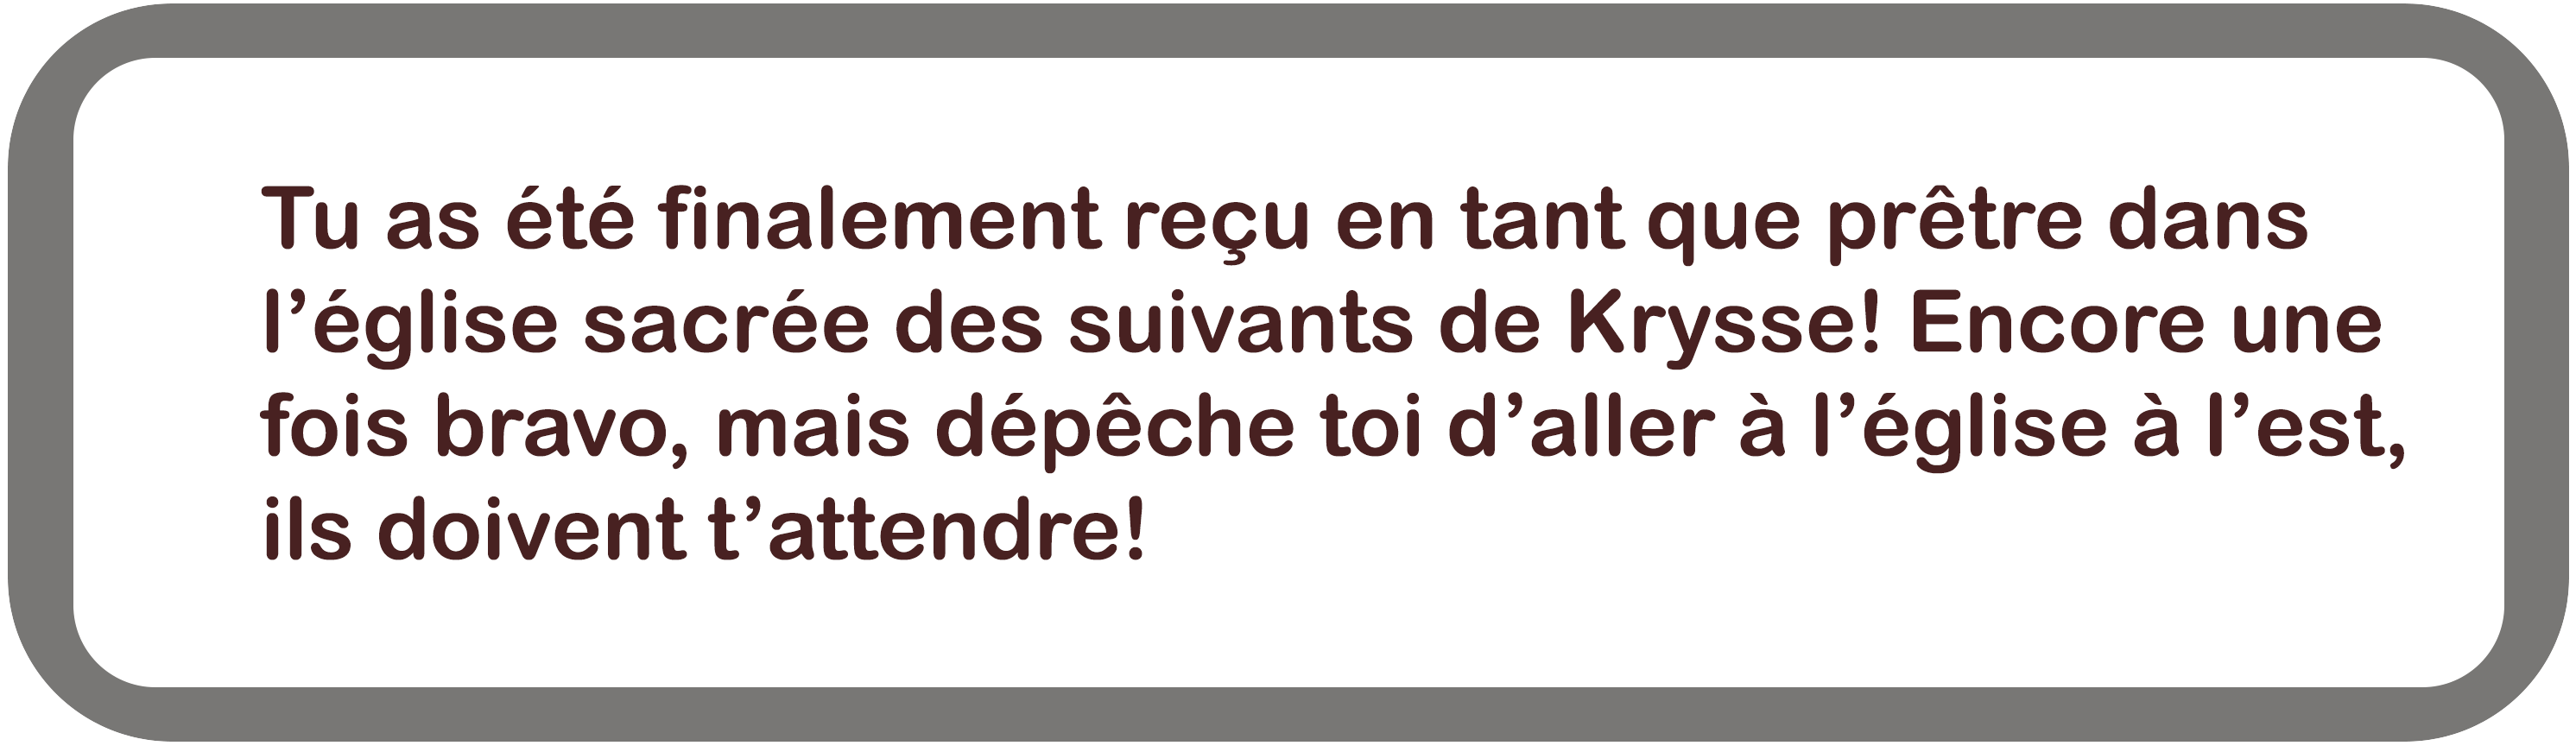 Tu as été finalement reçu en tant que prêtre dans
l’église sacrée des suivants de Krysse! Encore une
fois bravo, mais dépêche toi d’aller à l’église à l’est,
ils doivent t’attendre!